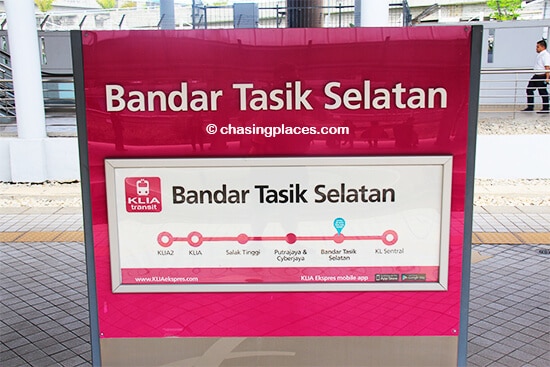 Bandar Tasik Selatan
© chasingplaces.com
KLIA
transit
Bandar Tasik Selatan
KLIA2
KLIA
Salak Tinggi
Putrajaya &
Cyberjaya
Bandar Tasik
Selatan
KL Sentral
www.KLIAekspres.com
KLIA Ekspres mobile app